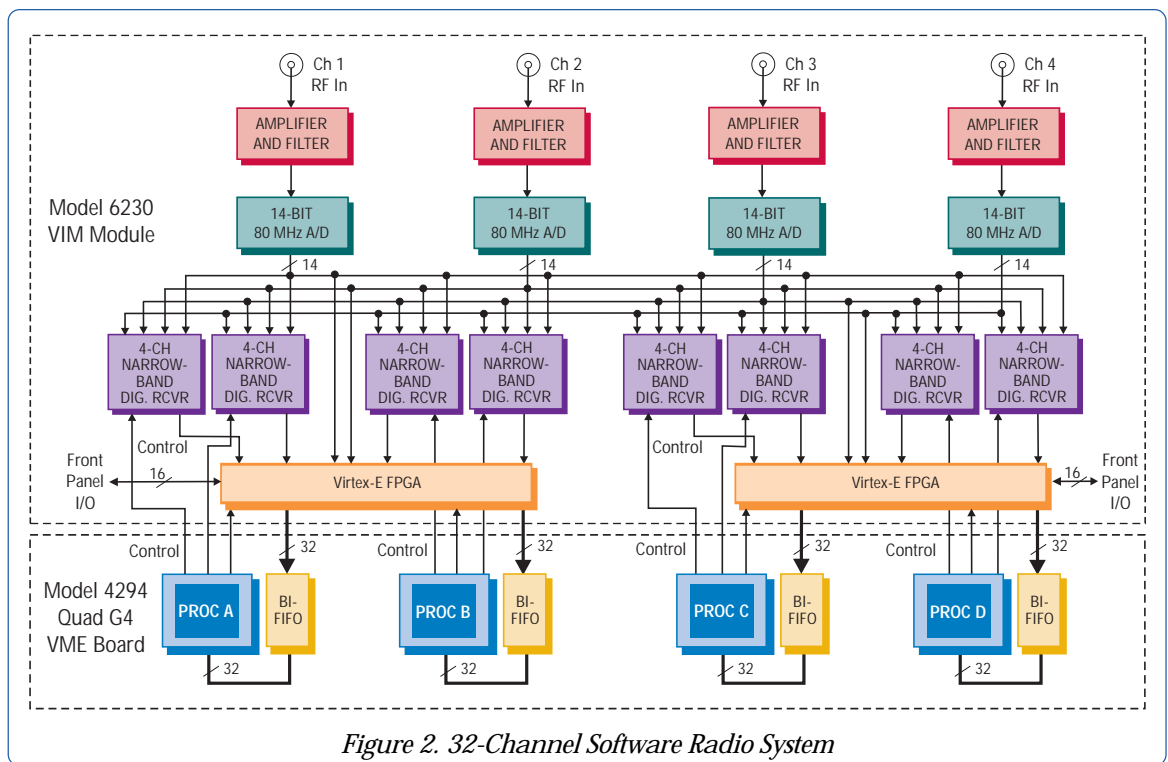 Ch 1
RF In
Ch 2
RF In
Ch 3
RF In
Ch 4
RF In
AMPLIFIER
AND FILTER
AMPLIFIER
AND FILTER
AMPLIFIER
AND FILTER
AMPLIFIER
AND FILTER
Model 6230
VIM Module
14-BIT
80 MHz A/D
14-BIT
80 MHz A/D
14-BIT
80 MHz A/D
14-BIT
80 MHz A/D
14
14
14
14
4-CH
NARROW-
BAND
DIG. RCVR
4-CH
NARROW-
BAND
DIG. RCVR
4-CH
NARROW-
BAND
DIG. RCVR
4-CH
NARROW-
BAND
DIG. RCVR
4-CH
NARROW-
BAND
DIG. RCVR
4-CH
NARROW-
BAND
DIG. RCVR
4-CH
NARROW-
BAND
DIG. RCVR
4-CH
NARROW-
BAND
DIG. RCVR
Control
Control
Front
Panel
I/O
16
Virtex-E FPGA
Virtex-E FPGA
16
Front
Panel
I/O
Control
32
Control
32
Control
32
Control
32
Model 4294
Quad G4
VME Board
PROC A
BI-
FIFO
PROC B
BI-
FIFO
PROC C
BI-
FIFO
PROC D
BI-
FIFO
32
32
32
32
Figure 2. 32-Channel Software Radio System